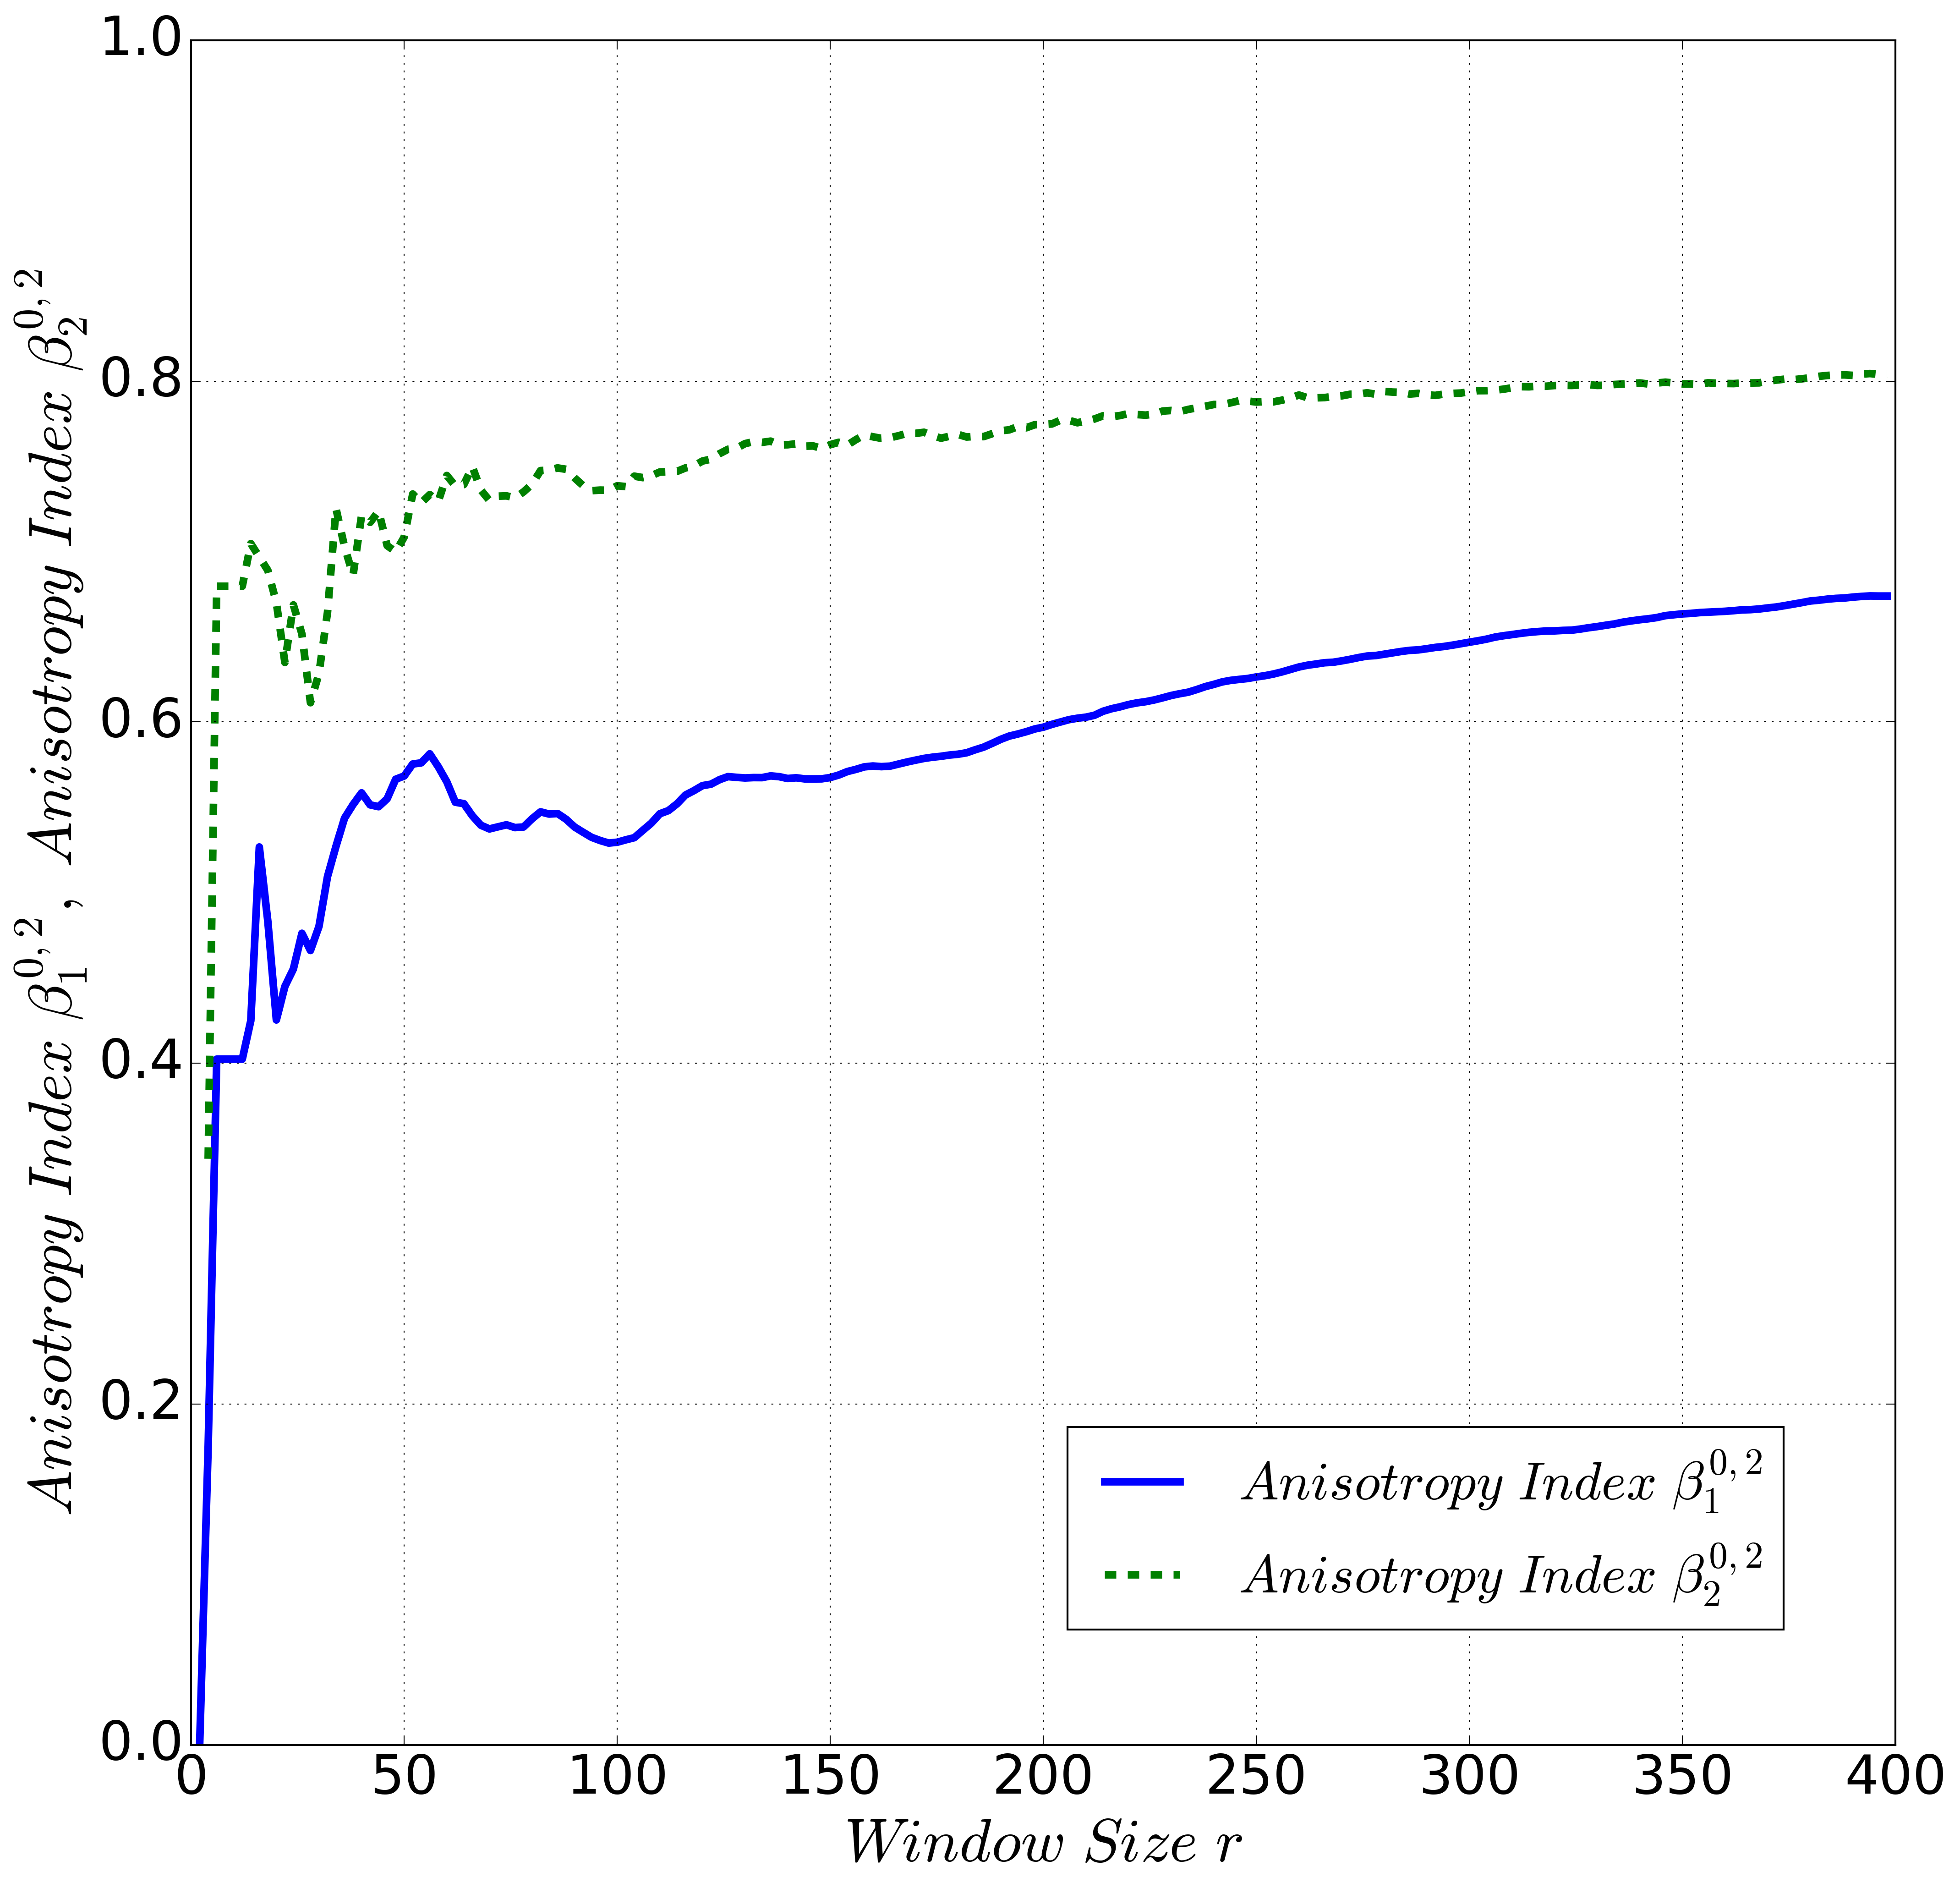 1.0
0.8
0.6
0.4
0.2
0.0
0 50 100 150 200 250 300 350 400
Window Size r
Anisotropy Index β₁^{0,2}, Anisotropy Index β₂^{0,2}
Anisotropy Index β₁^{0,2}
Anisotropy Index β₂^{0,2}